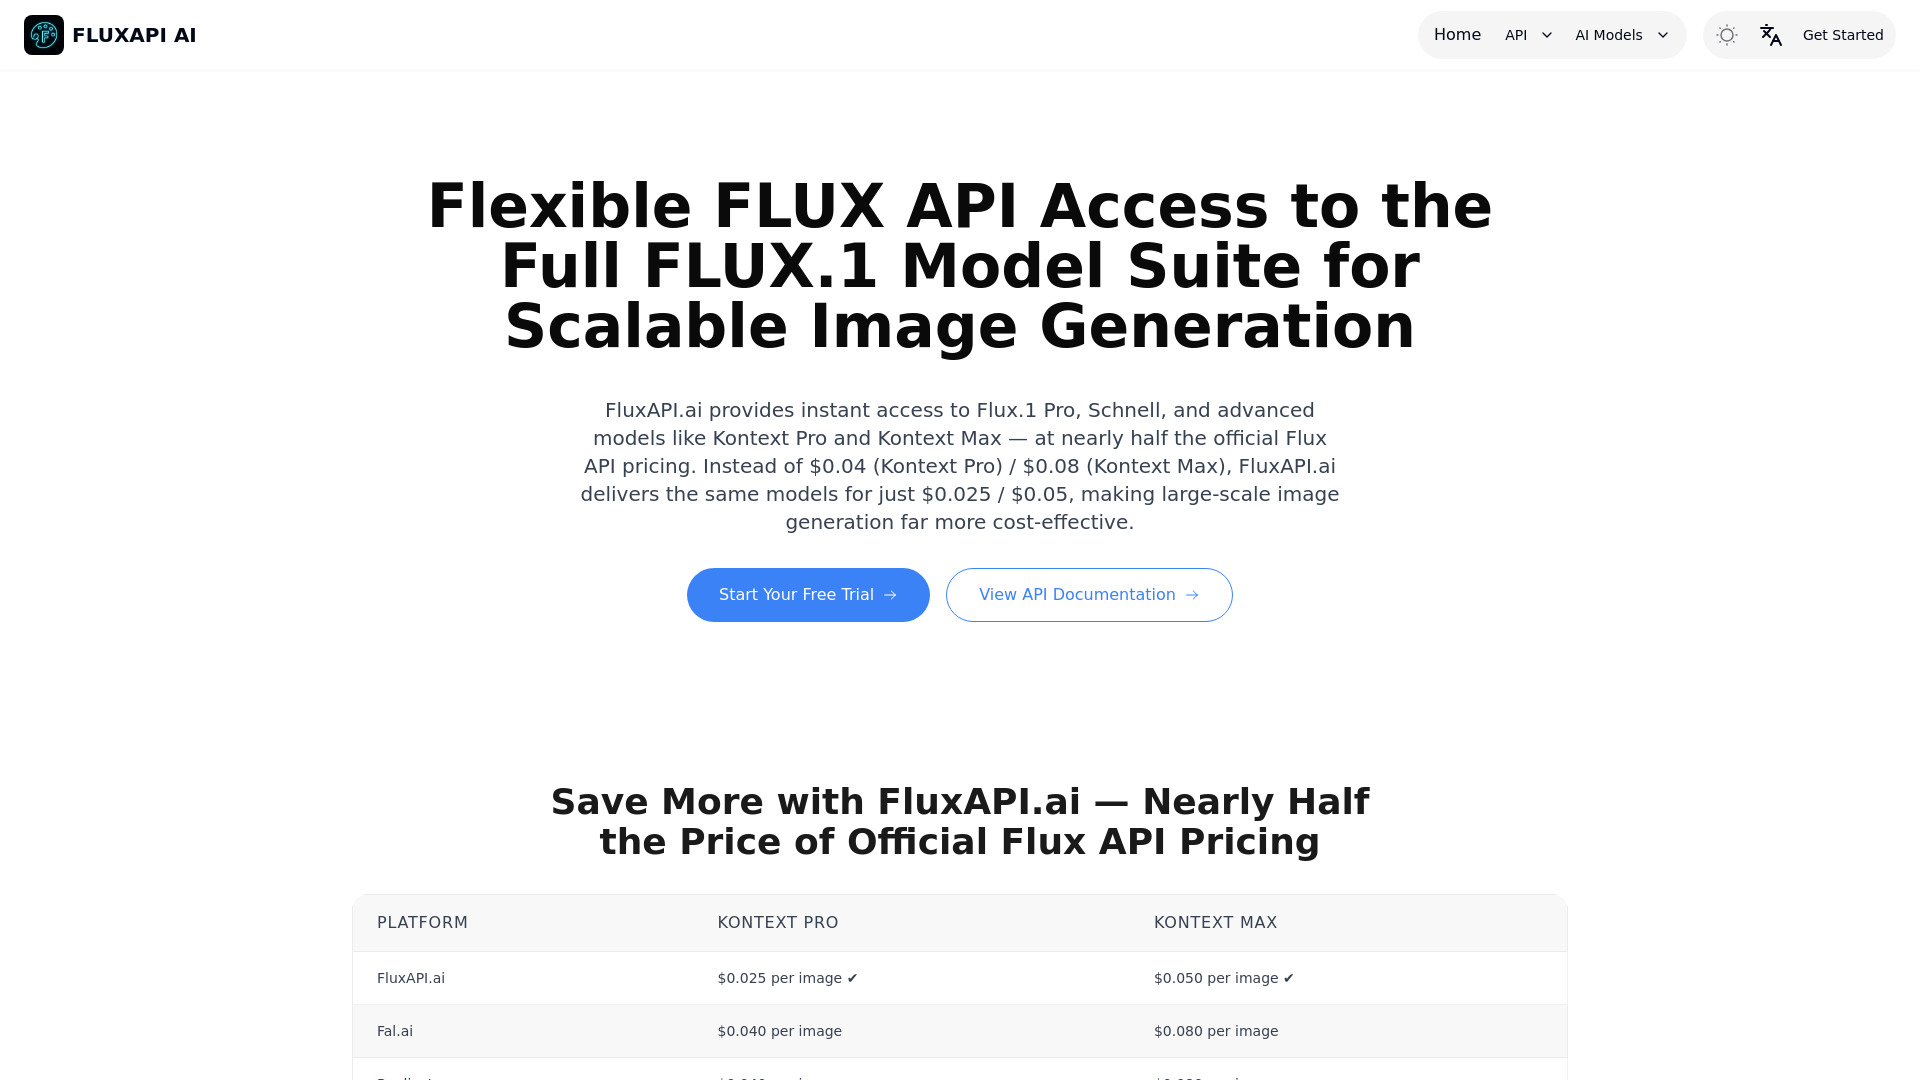 FLUXAPI AI
Home API AI Models Get Started
Flexible FLUX API Access to the
Full FLUX.1 Model Suite for
Scalable Image Generation
FluxAPI.ai provides instant access to Flux.1 Pro, Schnell, and advanced
models like Kontext Pro and Kontext Max — at nearly half the official Flux
API pricing. Instead of $0.04 (Kontext Pro) / $0.08 (Kontext Max), FluxAPI.ai
delivers the same models for just $0.025 / $0.05, making large-scale image
generation far more cost-effective.
Start Your Free Trial → View API Documentation →
Save More with FluxAPI.ai — Nearly Half
the Price of Official Flux API Pricing
PLATFORM KONTEXT PRO KONTEXT MAX
FluxAPI.ai $0.025 per image ✔ $0.050 per image ✔
Fal.ai $0.040 per image $0.080 per image